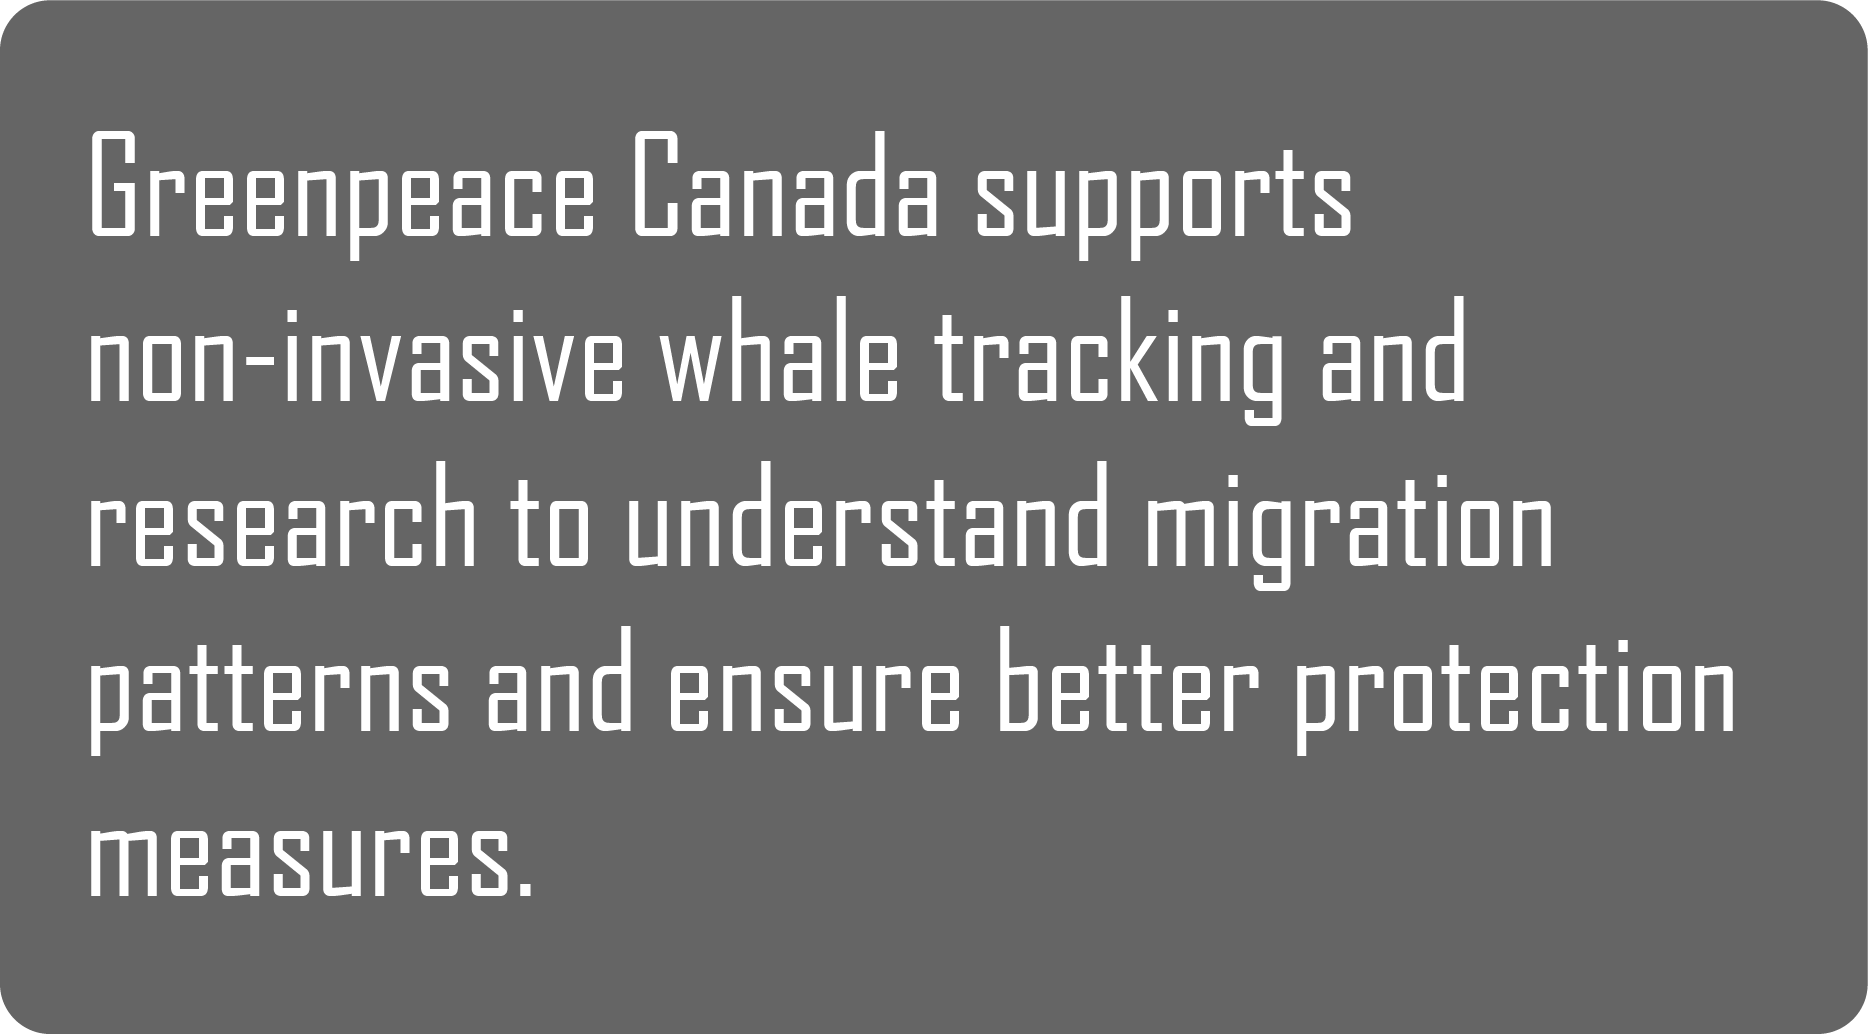 Greenpeace Canada supports
non-invasive whale tracking and
research to understand migration
patterns and ensure better protection
measures.